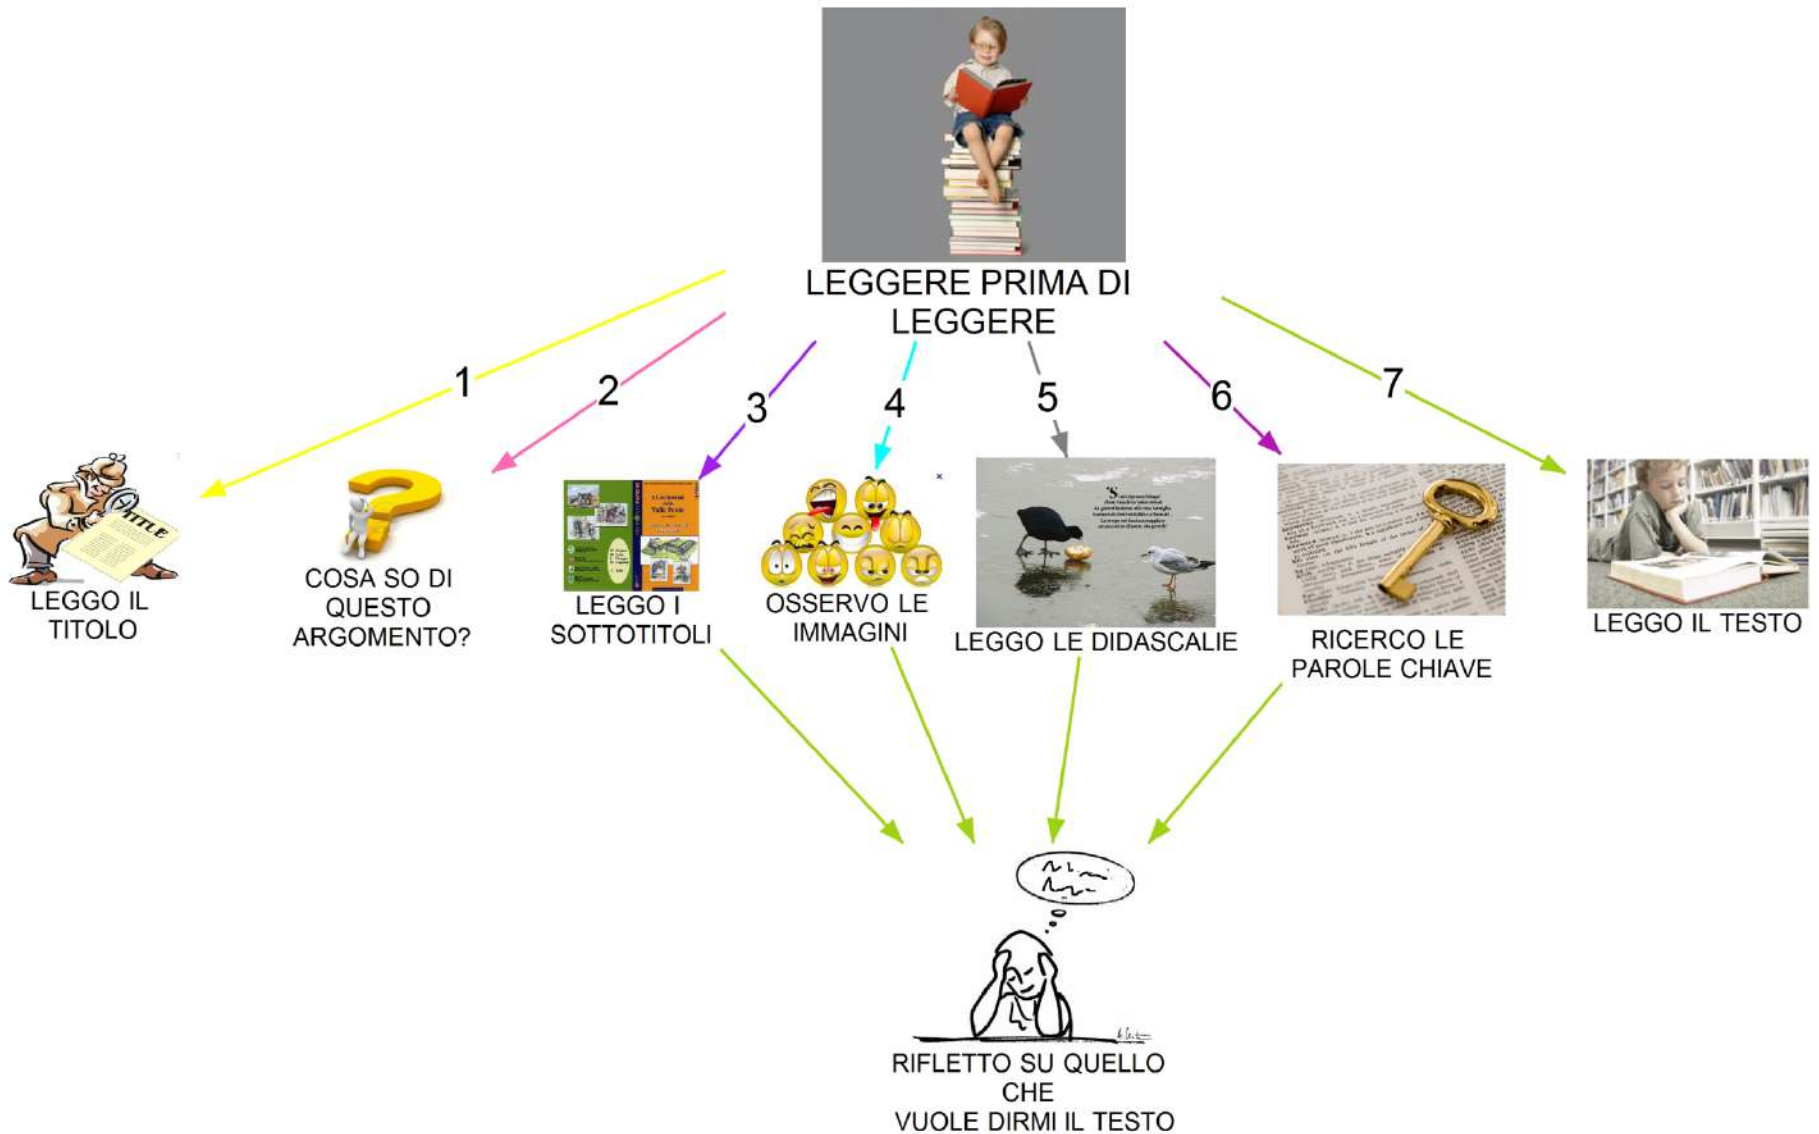 LEGGERE PRIMA DI
LEGGERE
1
2
3
4
5
6
7
TITLE
LEGGO IL
TITOLO
COSA SO DI
QUESTO
ARGOMENTO?
LEGGO I
SOTTOTITOLI
OSSERVO LE
IMMAGINI
LEGGO LE DIDASCALIE
RICERCO LE
PAROLE CHIAVE
LEGGO IL TESTO
RIFLETTO SU QUELLO
CHE
VUOLE DIRMI IL TESTO